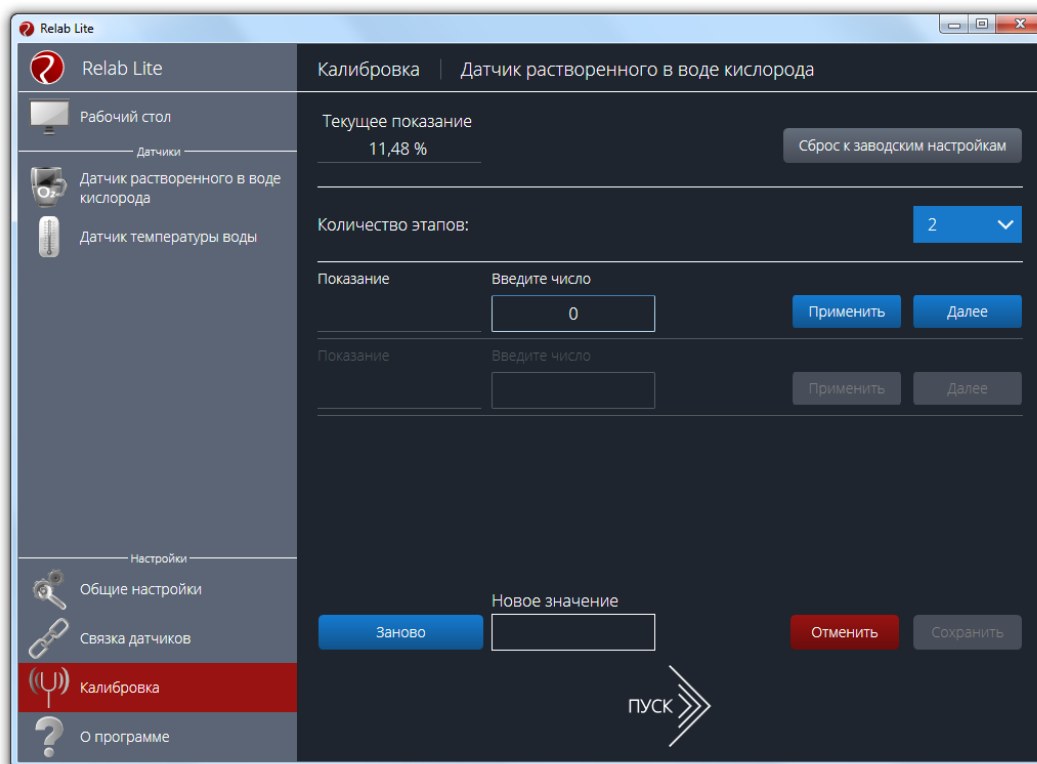 Relab Lite
Relab Lite
Рабочий стол
Датчики
O₂
Датчик растворенного в воде
кислорода
Датчик температуры воды
Настройки
Общие настройки
Связка датчиков
Калибровка
О программе
Калибровка | Датчик растворенного в воде кислорода
Текущее показание
11,48 %
Сброс к заводским настройкам
Количество этапов:
2
Показание Введите число
0 Применить Далее
Показание Введите число
Применить Далее
Новое значение
Заново Отменить Сохранить
ПУСК